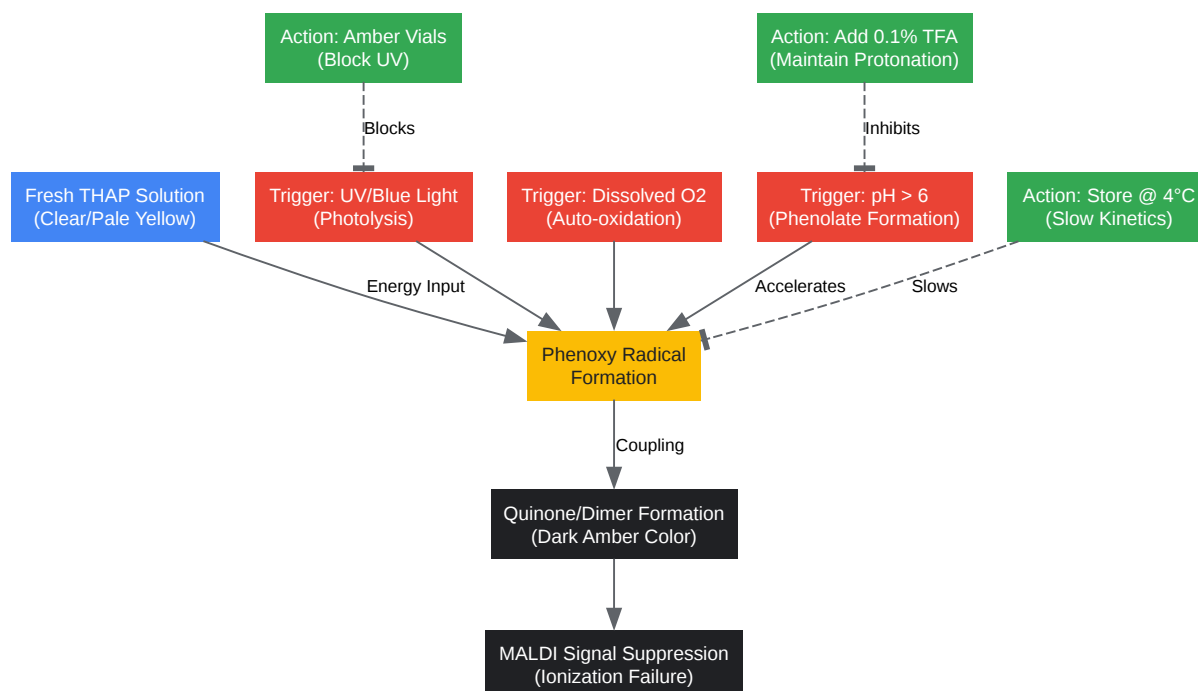 Action: Amber Vials
(Block UV)
Action: Add 0.1% TFA
(Maintain Protonation)
Blocks
Inhibits
Fresh THAP Solution
(Clear/Pale Yellow)
Trigger: UV/Blue Light
(Photolysis)
Trigger: Dissolved O2
(Auto-oxidation)
Trigger: pH > 6
(Phenolate Formation)
Action: Store @ 4°C
(Slow Kinetics)
Energy Input
Accelerates
Slows
Phenoxy Radical
Formation
Coupling
Quinone/Dimer Formation
(Dark Amber Color)
MALDI Signal Suppression
(Ionization Failure)